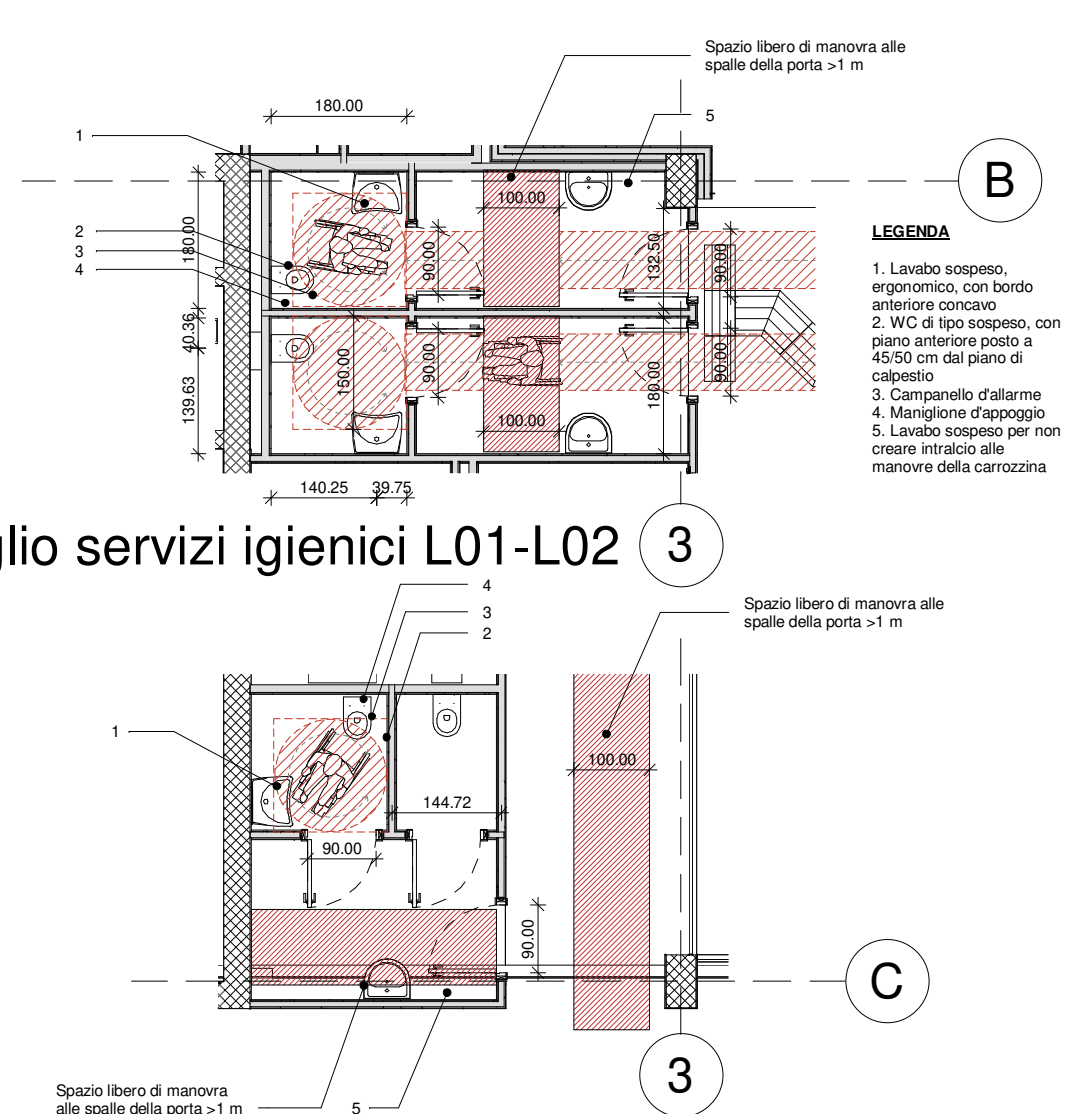 Spazio libero di manovra alle
spalle della porta >1 m
180.00
1
5
B
100.00
2
3
4
180.00
90.00
132.50
90.00
LEGENDA
1. Lavabo sospeso,
ergonomico, con bordo
anteriore concavo
2. WC di tipo sospeso, con
piano anteriore posto a
45/50 cm dal piano di
calpestio
3. Campanello d'allarme
4. Maniglione d'appoggio
5. Lavabo sospeso per non
creare intralcio alle
manovre della carrozzina
40.36
139.63
150.00
90.00
180.00
90.00
100.00
140.25
39.75
glio servizi igienici L01-L02
3
4
3
2
Spazio libero di manovra alle
spalle della porta >1 m
1
100.00
144.72
90.00
90.00
C
3
Spazio libero di manovra
alle spalle della porta >1 m
5